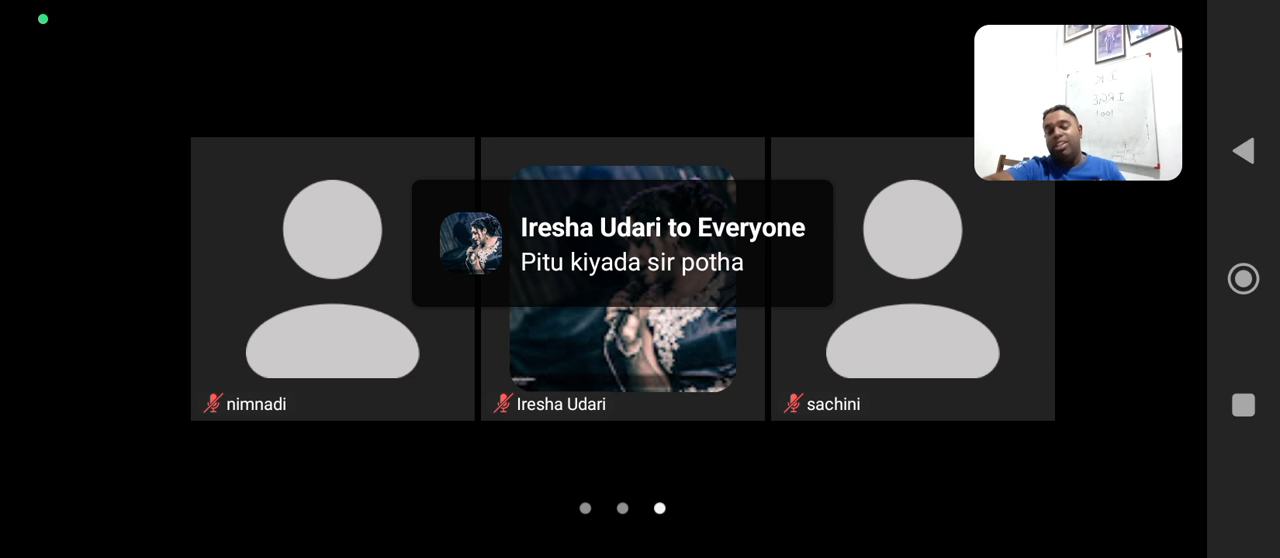 Iresha Udari to Everyone
Pitu kiyada sir potha
nimnadi
Iresha Udari
sachini